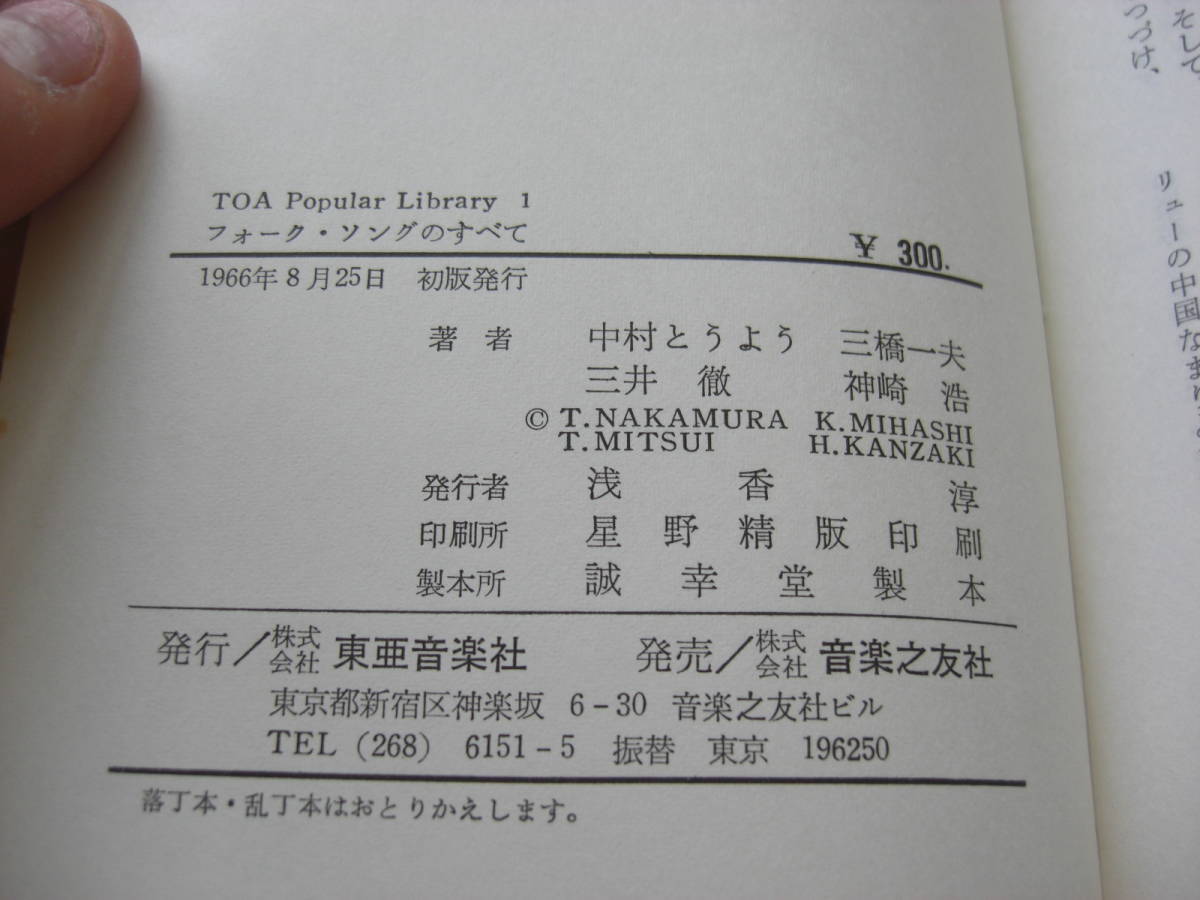 TOA Popular Library 1
フォーク・ソングのすべて
¥ 300.
1966年8月25日 初版発行
著者 中村とうよう 三橋一夫
三井 徹 神崎 浩
© T.NAKAMURA K.MIHASHI
T.MITSUI H.KANZAKI
発行者 浅香淳
印刷所 星野精版印刷
製本所 誠幸堂製本
発行/株式会社 東亜音楽社 発売/株式会社 音楽之友社
東京都新宿区神楽坂 6-30 音楽之友社ビル
TEL (268) 6151-5 振替 東京 196250
落丁本・乱丁本はおとりかえします。
そして
つづけ、
リューの中国なまり